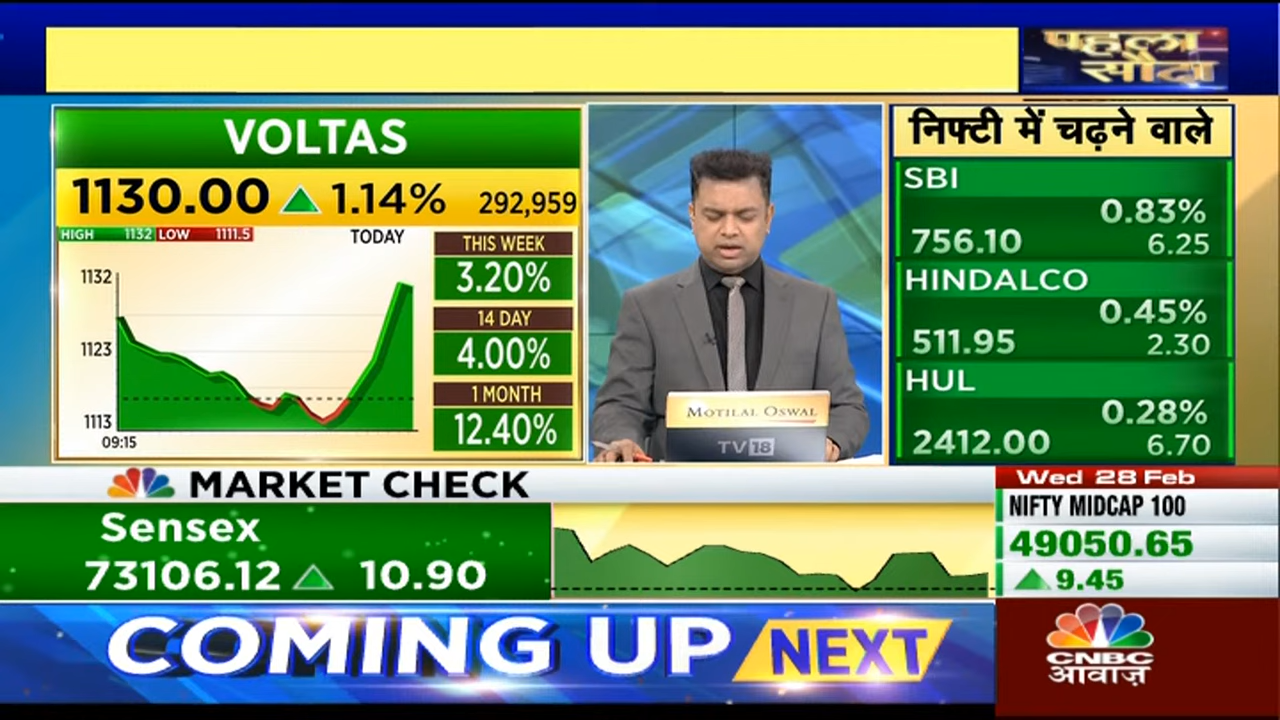 पहला
सौदा
VOLTAS
1130.00 1.14% 292,959
HIGH 1132 LOW 1111.5
TODAY
1132
1123
1113
09:15
THIS WEEK
3.20%
14 DAY
4.00%
1 MONTH
12.40%
MOTILAL OSWAL
TV18
निफ्टी में चढ़ने वाले
SBI
0.83%
756.10 6.25
HINDALCO
0.45%
511.95 2.30
HUL
0.28%
2412.00 6.70
MARKET CHECK
Sensex
73106.12 10.90
Wed 28 Feb
NIFTY MIDCAP 100
49050.65
9.45
COMING UP NEXT
CNBC
आवाज़